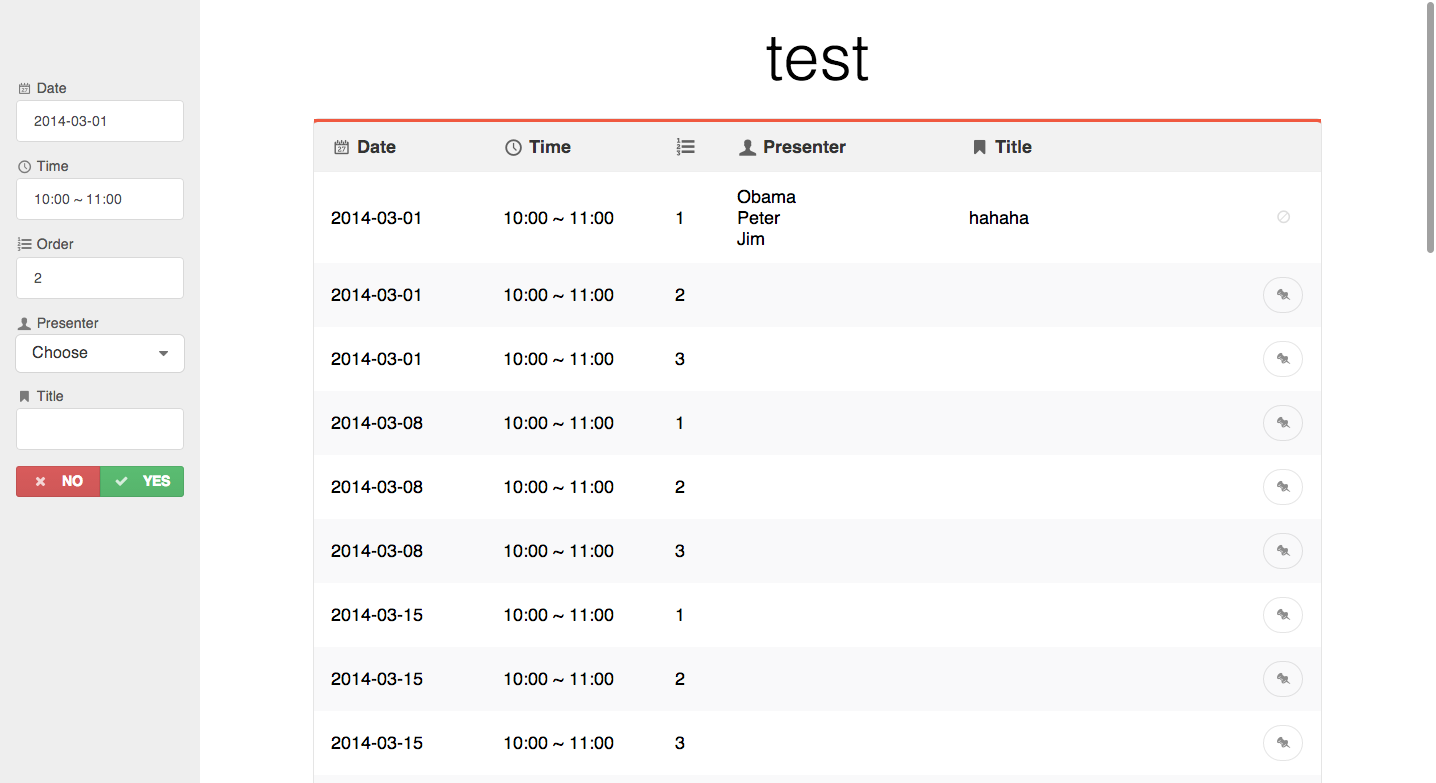 test
Date
2014-03-01
Time
10:00 ~ 11:00
Order
2
Presenter
Choose
Title
NO YES
Date Time Presenter Title
2014-03-01 10:00 ~ 11:00 1 Obama Peter Jim hahaha
2014-03-01 10:00 ~ 11:00 2
2014-03-01 10:00 ~ 11:00 3
2014-03-08 10:00 ~ 11:00 1
2014-03-08 10:00 ~ 11:00 2
2014-03-08 10:00 ~ 11:00 3
2014-03-15 10:00 ~ 11:00 1
2014-03-15 10:00 ~ 11:00 2
2014-03-15 10:00 ~ 11:00 3